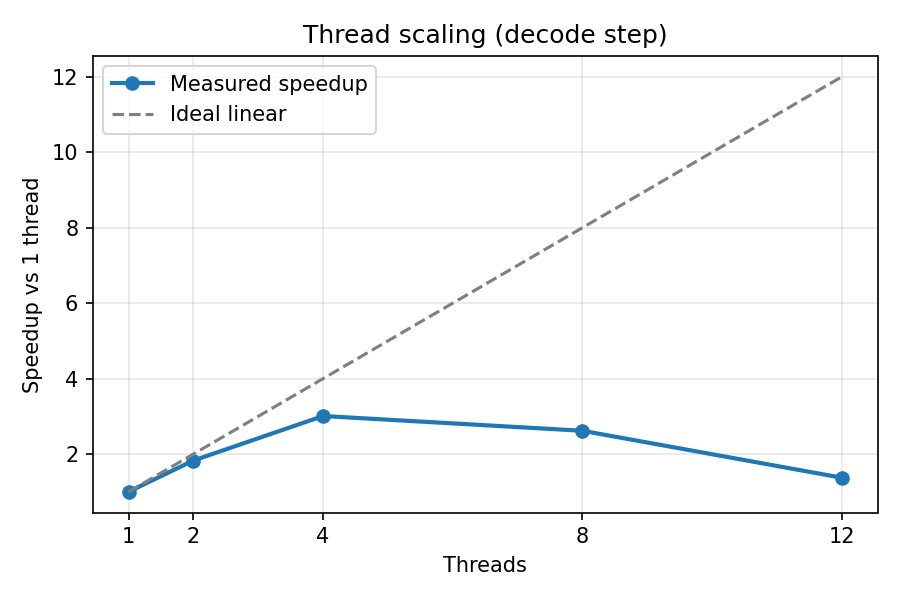 Thread scaling (decode step)
Measured speedup
Ideal linear
12
10
8
6
4
2
Speedup vs 1 thread
1 2 4 8 12
Threads